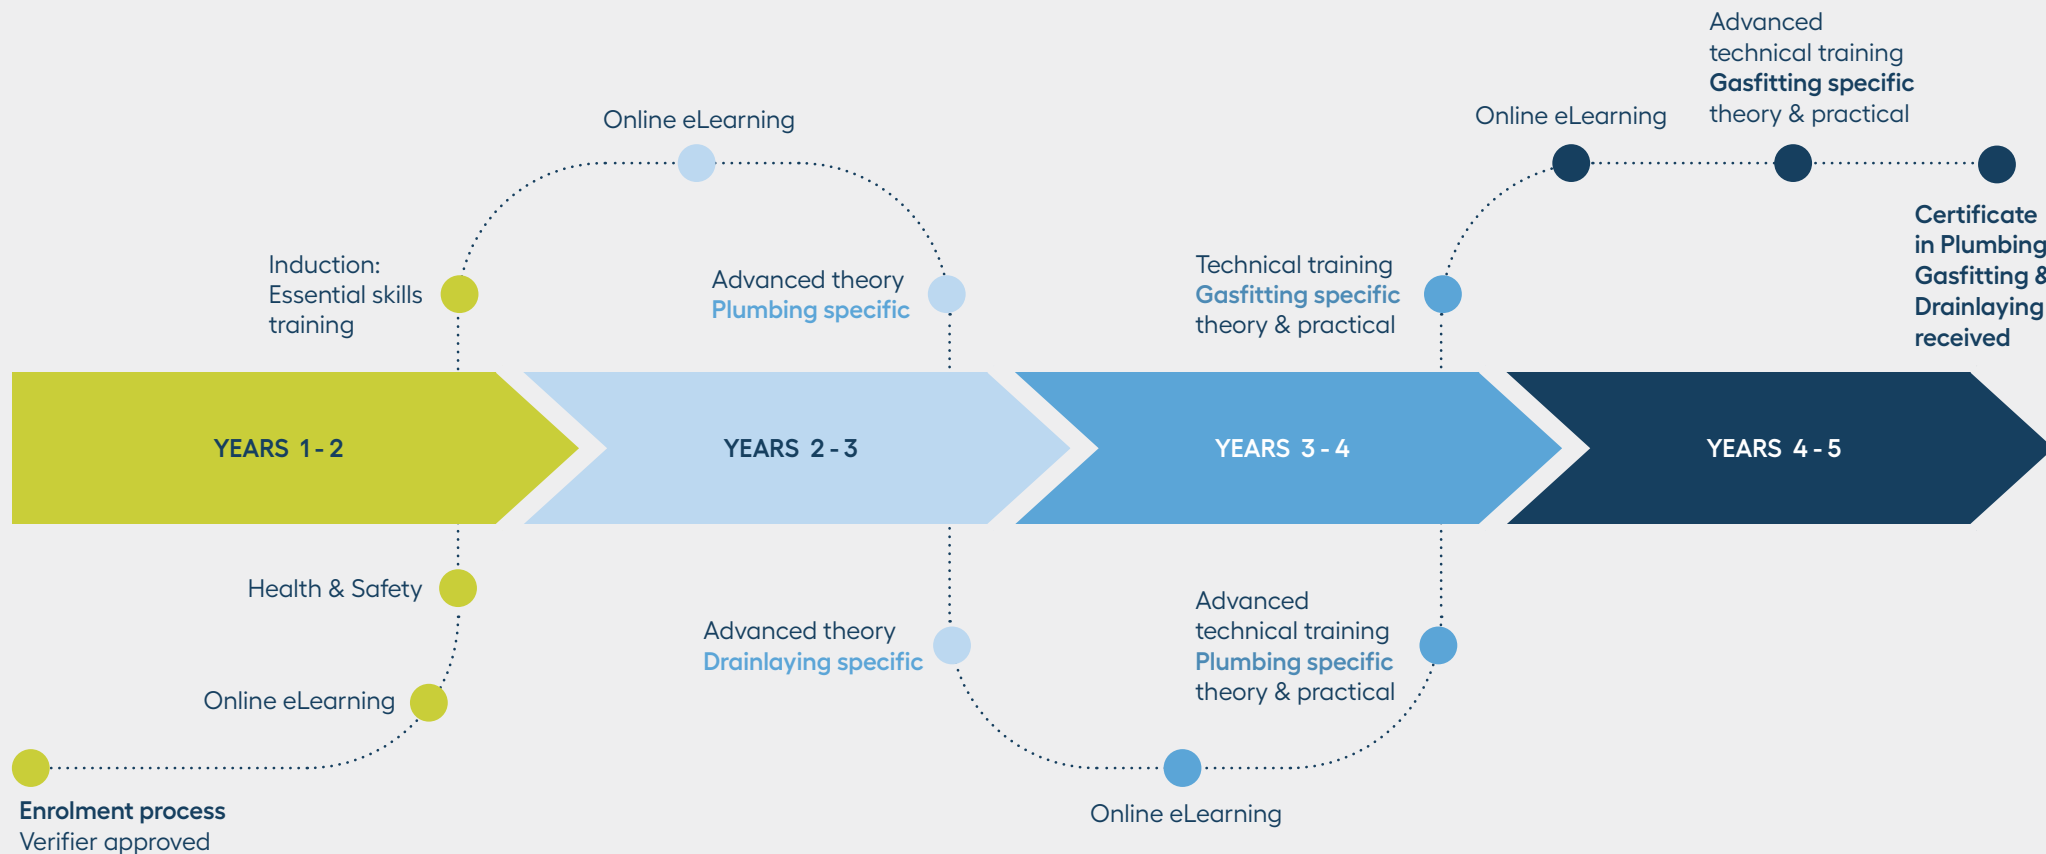 Advanced
technical training
Gasfitting specific
theory & practical
Online eLearning
Online eLearning
Certificate
in Plumbing
Gasfitting &
Drainlaying
received
Induction:
Essential skills
training
Advanced theory
Plumbing specific
Technical training
Gasfitting specific
theory & practical
YEARS 1 - 2
YEARS 2 - 3
YEARS 3 - 4
YEARS 4 - 5
Health & Safety
Advanced theory
Drainlaying specific
Advanced
technical training
Plumbing specific
theory & practical
Online eLearning
Enrolment process
Verifier approved
Online eLearning